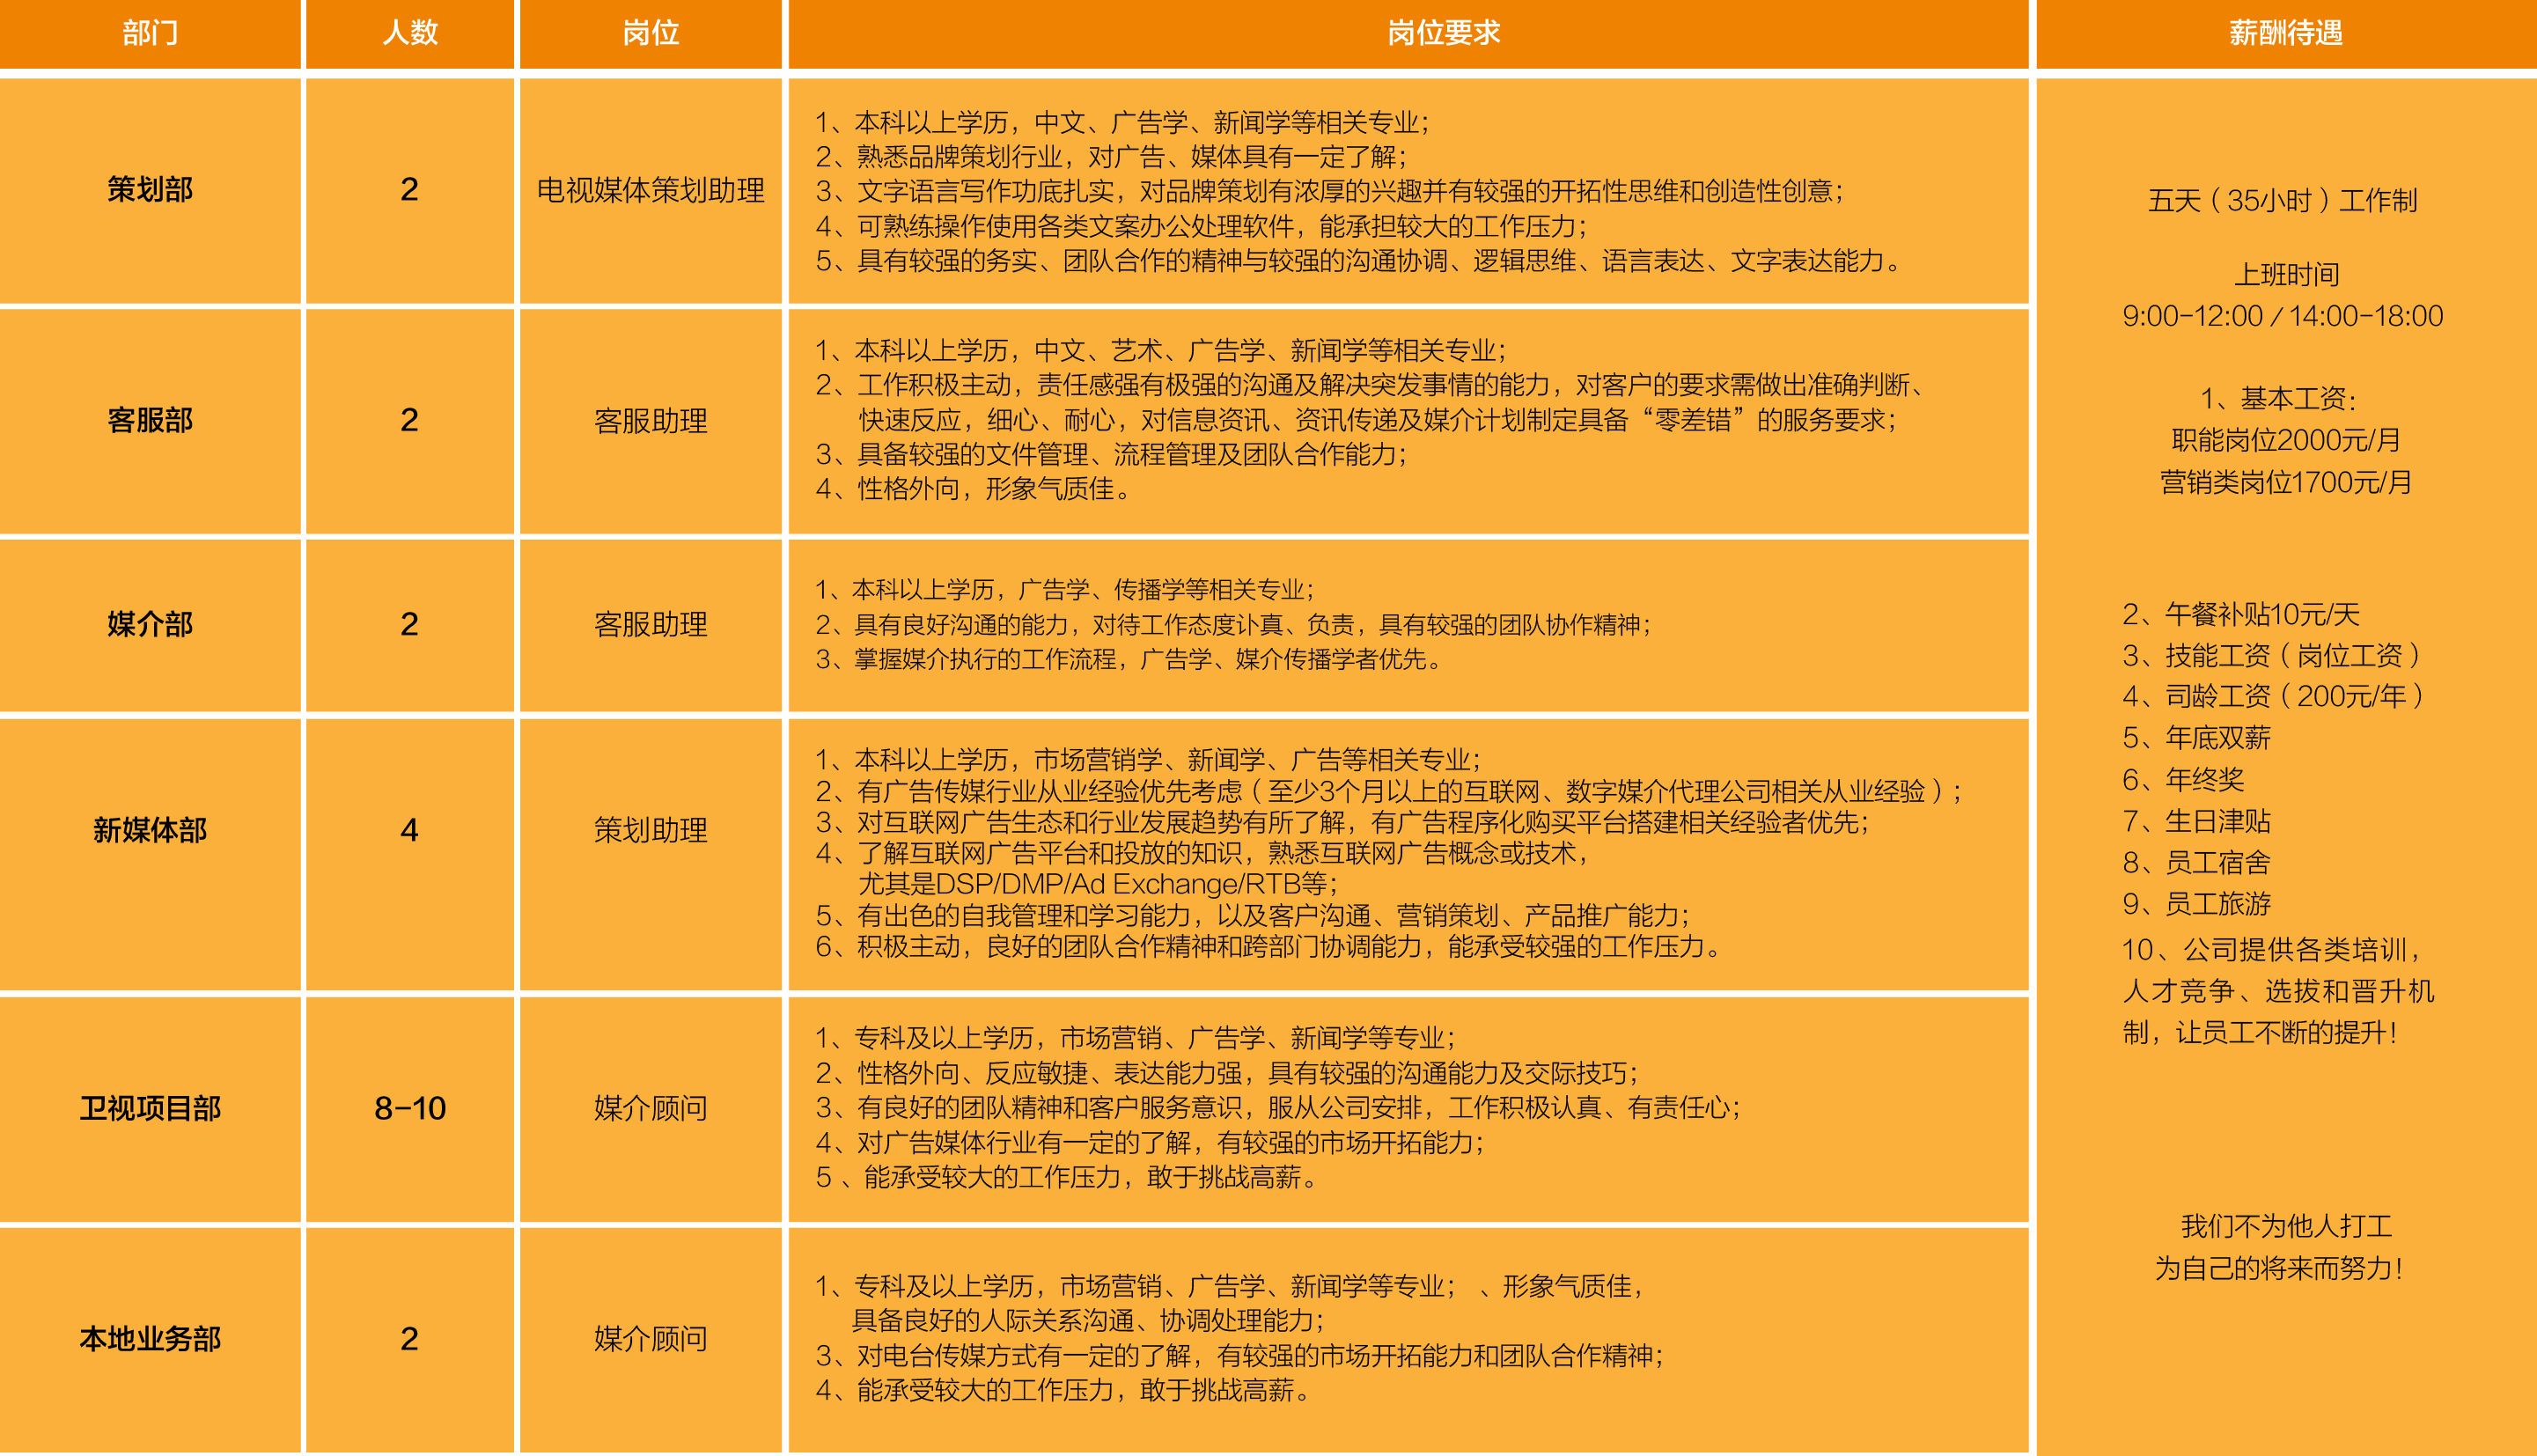 部门
人数
岗位
岗位要求
薪酬待遇
策划部
2
电视媒体策划助理
1、本科以上学历，中文、广告学、新闻学等相关专业；
2、熟悉品牌策划行业，对广告、媒体具有一定了解；
3、文字语言写作功底扎实，对品牌策划有浓厚的兴趣并有较强的开拓性思维和创造性创意；
4、可熟练操作使用各类文案办公处理软件，能承担较大的工作压力；
5、具有较强的务实、团队合作的精神与较强的沟通协调、逻辑思维、语言表达、文字表达能力。
客服部
2
客服助理
1、本科以上学历，中文、艺术、广告学、新闻学等相关专业；
2、工作积极主动，责任感强有极强的沟通及解决突发事情的能力，对客户的要求需做出准确判断、
快速反应，细心、耐心，对信息资讯、资讯传递及媒介计划制定具备“零差错”的服务要求；
3、具备较强的文件管理、流程管理及团队合作能力；
4、性格外向，形象气质佳。
媒介部
2
客服助理
1、本科以上学历，广告学、传播学等相关专业；
2、具有良好沟通的能力，对待工作态度讣真、负责，具有较强的团队协作精神；
3、掌握媒介执行的工作流程，广告学、媒介传播学者优先。
新媒体部
4
策划助理
1、本科以上学历，市场营销学、新闻学、广告等相关专业；
2、有广告传媒行业从业经验优先考虑（至少3个月以上的互联网、数字媒介代理公司相关从业经验）；
3、对互联网广告生态和行业发展趋势有所了解，有广告程序化购买平台搭建相关经验者优先；
4、了解互联网广告平台和投放的知识，熟悉互联网广告概念或技术，
尤其是DSP/DMP/Ad Exchange/RTB等；
5、有出色的自我管理和学习能力，以及客户沟通、营销策划、产品推广能力；
6、积极主动，良好的团队合作精神和跨部门协调能力，能承受较强的工作压力。
卫视项目部
8-10
媒介顾问
1、专科及以上学历，市场营销、广告学、新闻学等专业；
2、性格外向、反应敏捷、表达能力强，具有较强的沟通能力及交际技巧；
3、有良好的团队精神和客户服务意识，服从公司安排，工作积极认真、有责任心；
4、对广告媒体行业有一定的了解，有较强的市场开拓能力；
5 、能承受较大的工作压力，敢于挑战高薪。
本地业务部
2
媒介顾问
1、专科及以上学历，市场营销、广告学、新闻学等专业； 、形象气质佳，
具备良好的人际关系沟通、协调处理能力；
3、对电台传媒方式有一定的了解，有较强的市场开拓能力和团队合作精神；
4、能承受较大的工作压力，敢于挑战高薪。
五天（35小时）工作制
上班时间
9:00-12:00 / 14:00-18:00
1、基本工资：
职能岗位2000元/月
营销类岗位1700元/月
2、午餐补贴10元/天
3、技能工资（岗位工资）
4、司龄工资（200元/年）
5、年底双薪
6、年终奖
7、生日津贴
8、员工宿舍
9、员工旅游
10、公司提供各类培训，
人才竞争、选拔和晋升机
制，让员工不断的提升！
我们不为他人打工
为自己的将来而努力！